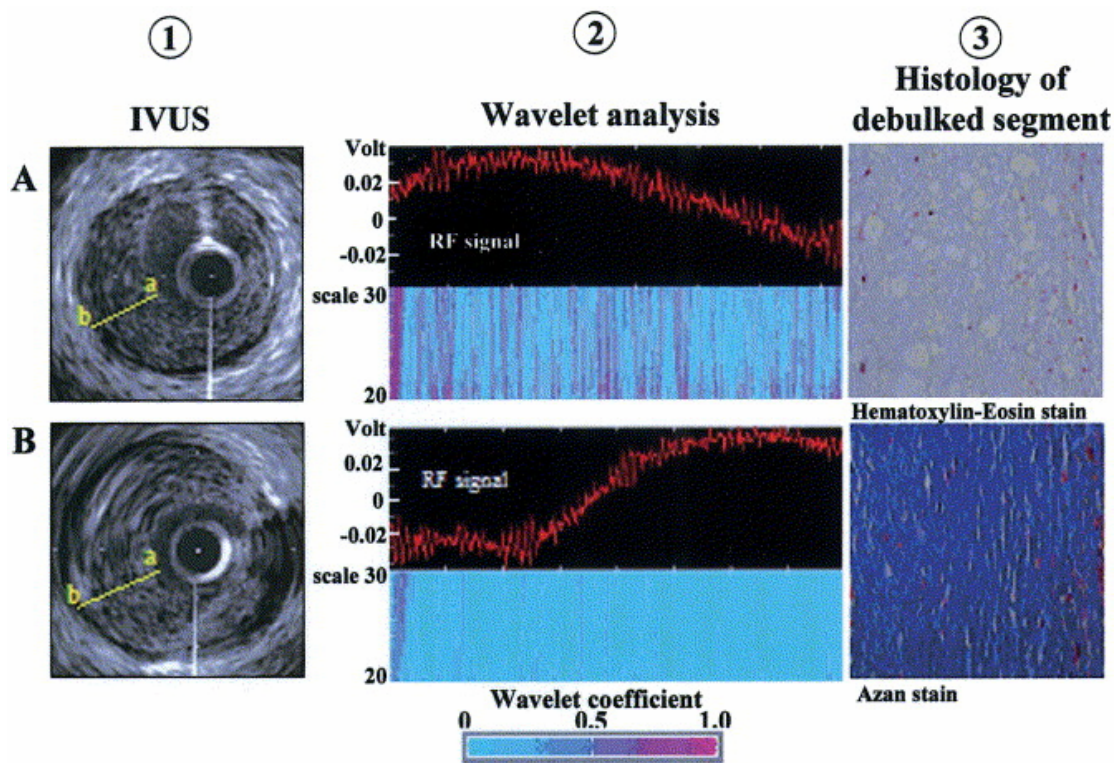 1
2
3
IVUS
Wavelet analysis
Histology of
debulked segment
A
Volt
0.02
0
-0.02
RF signal
scale 30
20
a
b
Hematoxylin-Eosin stain
B
Volt
0.02
0
-0.02
RF signal
scale 30
20
a
b
Azan stain
Wavelet coefficient
0 0.5 1.0